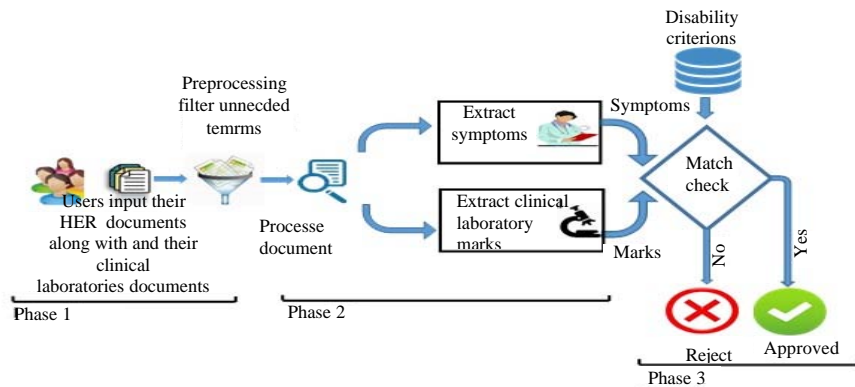 Disability
criterions
Preprocessing
filter unnecded
temrms
Extract
symptoms
Symptoms
Match
check
Users input their
HER documents
along with and their
clinical
laboratories documents
Processe
document
Extract clinical
laboratory
marks
Marks
No
Yes
Phase 1
Phase 2
Reject
Approved
Phase 3